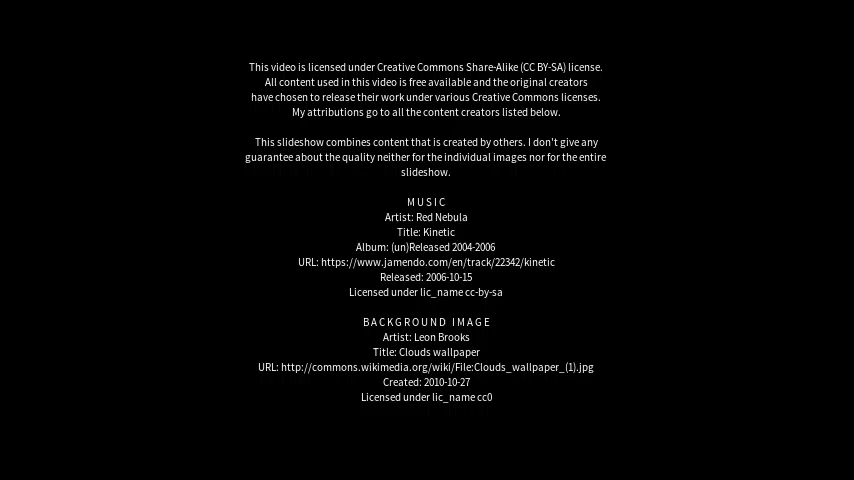 This video is licensed under Creative Commons Share-Alike (CC BY-SA) license.
All content used in this video is free available and the original creators
have chosen to release their work under various Creative Commons licenses.
My attributions go to all the content creators listed below.
This slideshow combines content that is created by others. I don't give any
guarantee about the quality neither for the individual images nor for the entire
slideshow.
MUSIC
Artist: Red Nebula
Title: Kinetic
Album: (un)Released 2004-2006
URL: https://www.jamendo.com/en/track/22342/kinetic
Released: 2006-10-15
Licensed under lic_name cc-by-sa
BACKGROUND IMAGE
Artist: Leon Brooks
Title: Clouds wallpaper
URL: http://commons.wikimedia.org/wiki/File:Clouds_wallpaper_(1).jpg
Created: 2010-10-27
Licensed under lic_name cc0